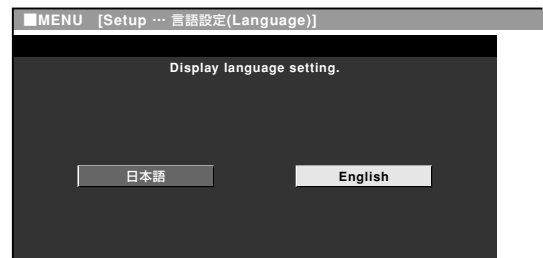 ■MENU [Setup … 言語設定(Language)]
Display language setting.
日本語 English